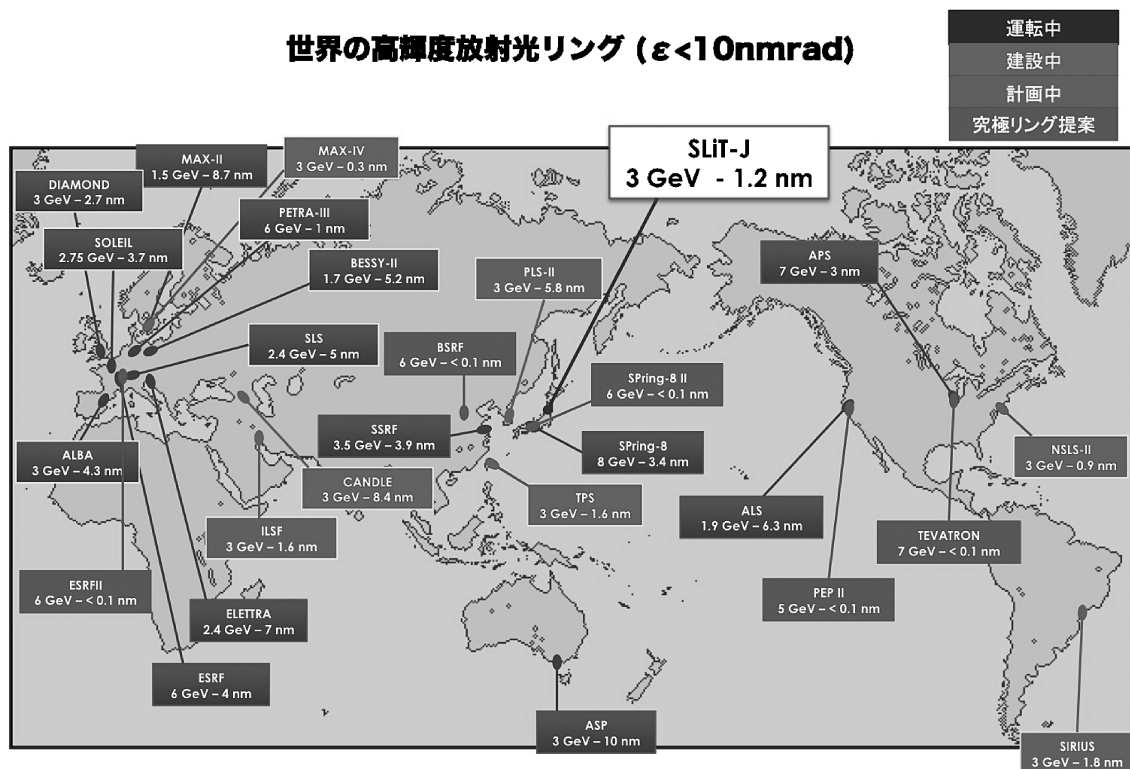 世界の高輝度放射光リング (ε<10nmrad)
運転中
建設中
計画中
究極リング提案
SLiT-J
3 GeV - 1.2 nm
MAX-II
1.5 GeV – 8.7 nm
MAX-IV
3 GeV – 0.3 nm
DIAMOND
3 GeV – 2.7 nm
PETRA-III
6 GeV – 1 nm
SOLEIL
2.75 GeV – 3.7 nm
BESSY-II
1.7 GeV – 5.2 nm
PLS-II
3 GeV – 5.8 nm
APS
7 GeV – 3 nm
SLS
2.4 GeV – 5 nm
BSRF
6 GeV – < 0.1 nm
SPring-8 II
6 GeV – < 0.1 nm
SSRF
3.5 GeV – 3.9 nm
SPring-8
8 GeV – 3.4 nm
ALBA
3 GeV – 4.3 nm
NSLS-II
3 GeV – 0.9 nm
CANDLE
3 GeV – 8.4 nm
TPS
3 GeV – 1.6 nm
ALS
1.9 GeV – 6.3 nm
ILSF
3 GeV – 1.6 nm
TEVATRON
7 GeV – < 0.1 nm
ESRFII
6 GeV – < 0.1 nm
PEP II
5 GeV – < 0.1 nm
ELETTRA
2.4 GeV – 7 nm
ESRF
6 GeV – 4 nm
ASP
3 GeV – 10 nm
SIRIUS
3 GeV – 1.8 nm